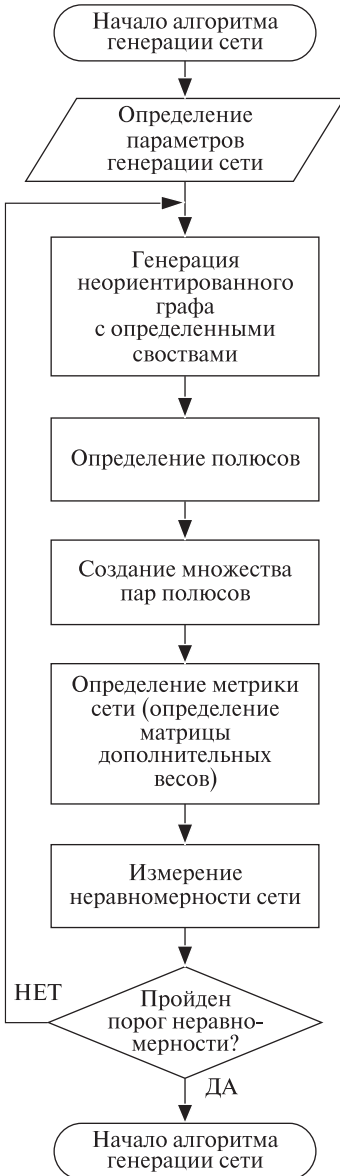 Начало алгоритма
генерации сети
Определение
параметров
генерации сети
Генерация
неориентированного
графа
с определенными
своствами
Определение полюсов
Создание множества
пар полюсов
Определение метрики
сети (определение
матрицы
дополнительных
весов)
Измерение
неравномерности сети
НЕТ
Пройден
порог неравно-
мерности?
ДА
Начало алгоритма
генерации сети